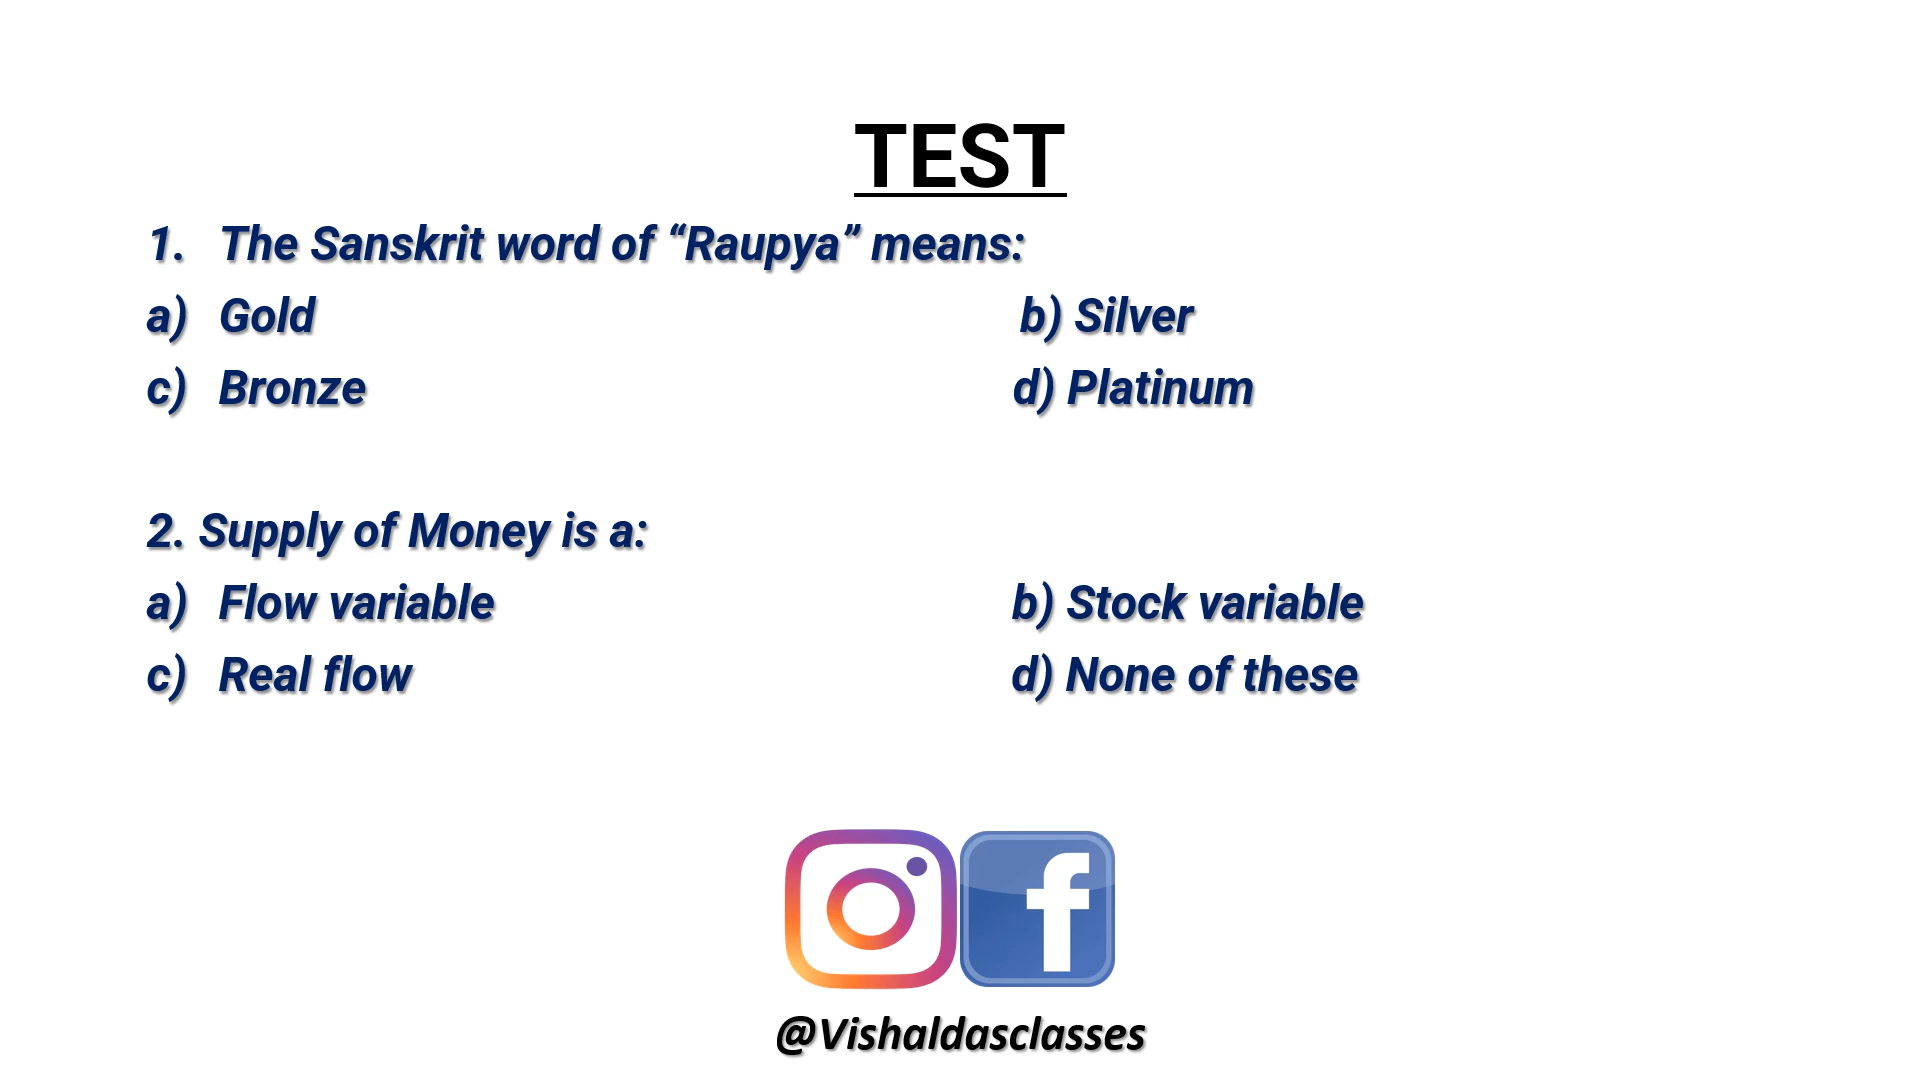 TEST
1. The Sanskrit word of “Raupya” means:
a) Gold b) Silver
c) Bronze d) Platinum
2. Supply of Money is a:
a) Flow variable b) Stock variable
c) Real flow d) None of these
f
@Vishaldasclasses